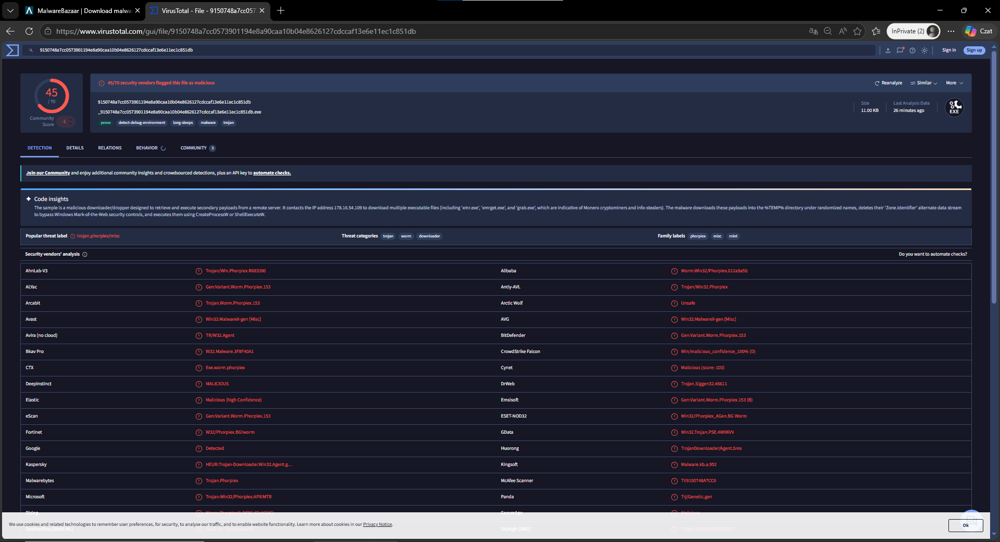 MalwareBazaar | Download malwa
VirusTotal - File - 9150748a7cc057
https://www.virustotal.com/gui/file/9150748a7cc0573901194e8a90caa10b04e8626127cdccaf13e6e11ec1c851db
InPrivate (2)
Czat
9150748a7cc0573901194e8a90caa10b04e8626127cdccaf13e6e11ec1c851db
Sign in
Sign up
45
/ 70
Community Score
-1
45/70 security vendors flagged this file as malicious
Reanalyze
Similar
More
9150748a7cc0573901194e8a90caa10b04e8626127cdccaf13e6e11ec1c851db
_9150748a7cc0573901194e8a90caa10b04e8626127cdccaf13e6e11ec1c851db.exe
peexe detect-debug-environment long-sleeps malware trojan
Size
11.00 KB
Last Analysis Date
26 minutes ago
EXE
DETECTION DETAILS RELATIONS BEHAVIOR COMMUNITY 3
Join our Community and enjoy additional community insights and crowdsourced detections, plus an API key to automate checks.
Code insights
The sample is a malicious downloader/dropper designed to retrieve and execute secondary payloads from a remote server. It contacts the IP address 178.16.54.109 to download multiple executable files (including 'xmr.exe', 'xmrget.exe', and 'grab.exe', which are indicative of Monero cryptominers and info-stealers). The malware downloads these payloads into the %TEMP% directory under randomized names, deletes their 'Zone.Identifier' alternate data stream
to bypass Windows Mark-of-the-Web security controls, and executes them using CreateProcessW or ShellExecuteW.
Popular threat label trojan.phorpiex/misc
Threat categories trojan worm downloader
Family labels phorpiex misc mint
Security vendors' analysis
Do you want to automate checks?
AhnLab-V3 Trojan/Win.Phorpiex.R693380
Alibaba Worm:Win32/Phorpiex.012a9a5b
ALYac Gen:Variant.Worm.Phorpiex.153
Antiy-AVL Trojan/Win32.Phorpiex
Arcabit Trojan.Worm.Phorpiex.153
Arctic Wolf Unsafe
Avast Win32:MalwareX-gen [Misc]
AVG Win32:MalwareX-gen [Misc]
Avira (no cloud) TR/W32.Agent
BitDefender Gen:Variant.Worm.Phorpiex.153
Bkav Pro W32.Malware.3F8F40A1
CrowdStrike Falcon Win/malicious_confidence_100% (D)
CTX Exe.worm.phorpiex
Cynet Malicious (score: 100)
DeepInstinct MALICIOUS
DrWeb Trojan.Siggen32.46611
Elastic Malicious (high Confidence)
Emsisoft Gen:Variant.Worm.Phorpiex.153 (B)
eScan Gen:Variant.Worm.Phorpiex.153
ESET-NOD32 Win32/Phorpiex_AGen.BG Worm
Fortinet W32/Phorpiex.BG!worm
GData Win32.Trojan.PSE.4WXKVV
Google Detected
Huorong TrojanDownloader/Agent.bms
Kaspersky HEUR:Trojan-Downloader.Win32.Agent.g...
Kingsoft Malware.kb.a.952
Malwarebytes Trojan.Phorpiex
McAfee Scanner Ti!9150748A7CC0
Microsoft Trojan:Win32/Phorpiex.APX!MTB
Panda Trj/Genetic.gen
We use cookies and related technologies to remember user preferences, for security, to analyse our traffic, and to enable website functionality. Learn more about cookies in our Privacy Notice.
Ok